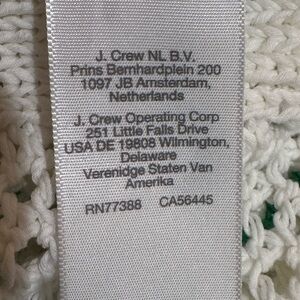 J. Crew NL B.V.
Prins Bernhardplein 200
1097 JB Amsterdam,
Netherlands
J. Crew Operating Corp
251 Little Falls Drive
USA DE 19808 Wilmington,
Delaware
Verenidge Staten Van
Amerika
RN77388 CA56445